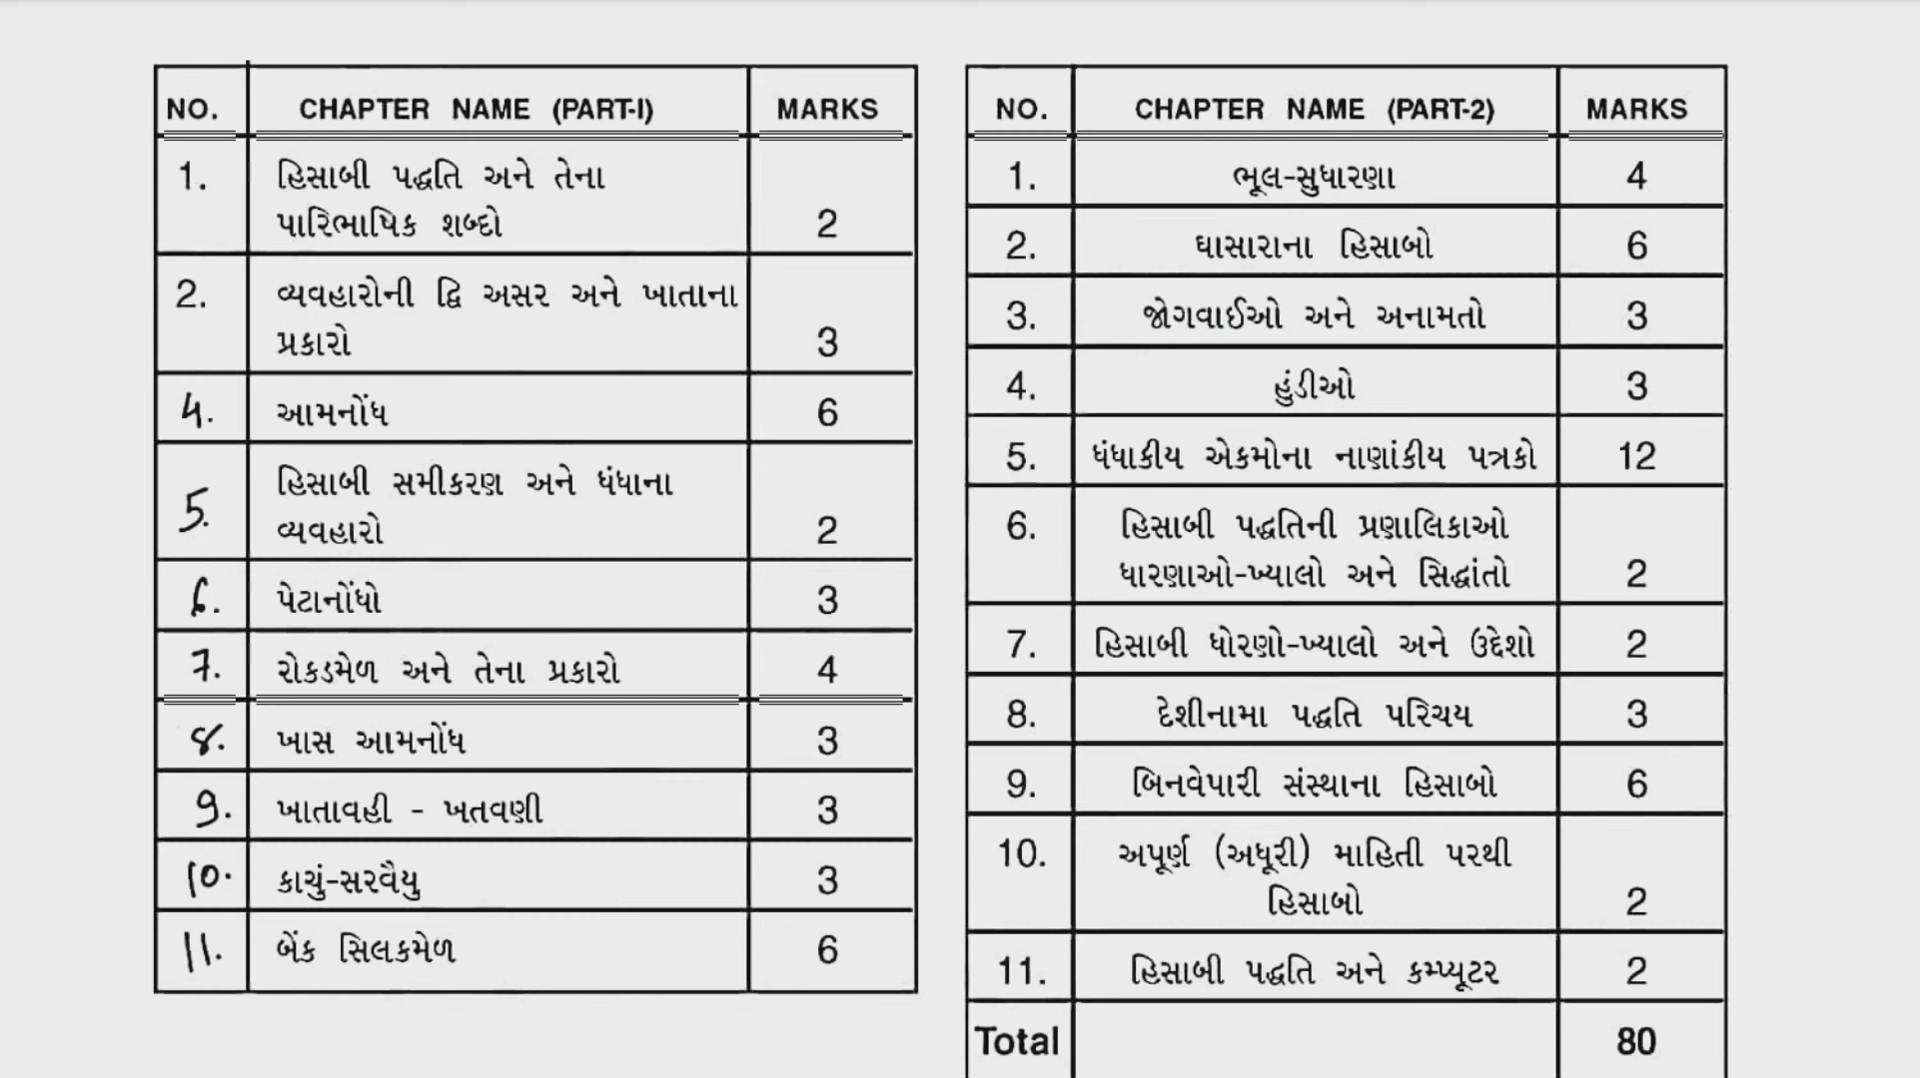 NO. CHAPTER NAME (PART-I) MARKS
1. હિસાબી પદ્ધતિ અને તેના
પારિભાષિક શબ્દો 2
2. વ્યવહારોની દ્વિ અસર અને ખાતાના
પ્રકારો 3
4. આમનોંધ 6
5. હિસાબી સમીકરણ અને ધંધાના
વ્યવહારો 2
6. પેટાનોંધો 3
7. રોકડમેળ અને તેના પ્રકારો 4
8. ખાસ આમનોંધ 3
9. ખાતાવહી - ખતવણી 3
10. કાચું-સરવૈયુ 3
11. બેંક સિલકમેળ 6
NO. CHAPTER NAME (PART-2) MARKS
1. ભૂલ-સુધારણા 4
2. ઘાસારાના હિસાબો 6
3. જોગવાઈઓ અને અનામતો 3
4. હુંડીઓ 3
5. ધંધાકીય એકમોના નાણાંકીય પત્રકો 12
6. હિસાબી પદ્ધતિની પ્રણાલિકાઓ
ધારણાઓ-ખ્યાલો અને સિદ્ધાંતો 2
7. હિસાબી ધોરણો-ખ્યાલો અને ઉદ્દેશો 2
8. દેશીનામા પદ્ધતિ પરિચય 3
9. બિનવેપારી સંસ્થાના હિસાબો 6
10. અપૂર્ણ (અધૂરી) માહિતી પરથી
હિસાબો 2
11. હિસાબી પદ્ધતિ અને કમ્પ્યૂટર 2
Total 80